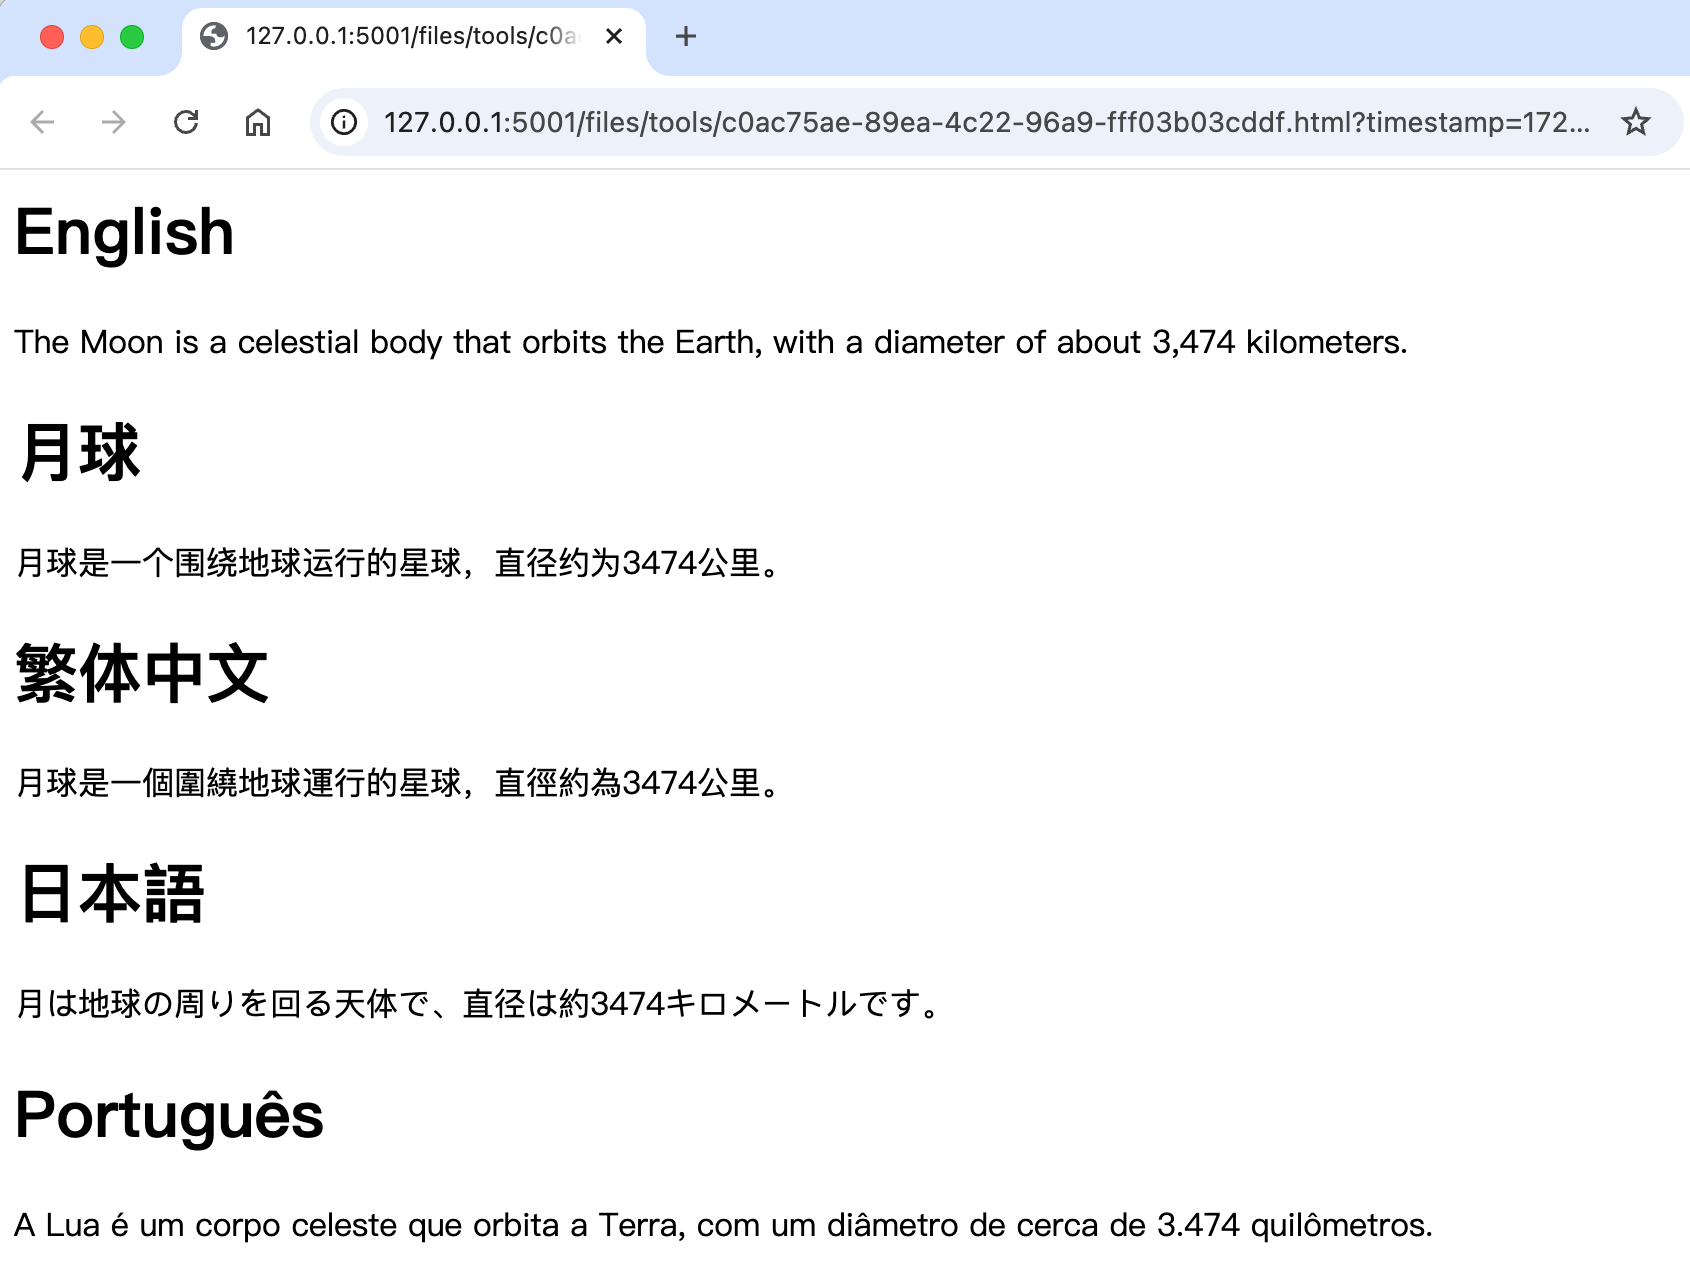 127.0.0.1:5001/files/tools/c0a
127.0.0.1:5001/files/tools/c0ac75ae-89ea-4c22-96a9-fff03b03cddf.html?timestamp=172...
English
The Moon is a celestial body that orbits the Earth, with a diameter of about 3,474 kilometers.
月球
月球是一个围绕地球运行的星球，直径约为3474公里。
繁体中文
月球是一個圍繞地球運行的星球，直徑約為3474公里。
日本語
月は地球の周りを回る天体で、直径は約3474キロメートルです。
Português
A Lua é um corpo celeste que orbita a Terra, com um diâmetro de cerca de 3.474 quilômetros.